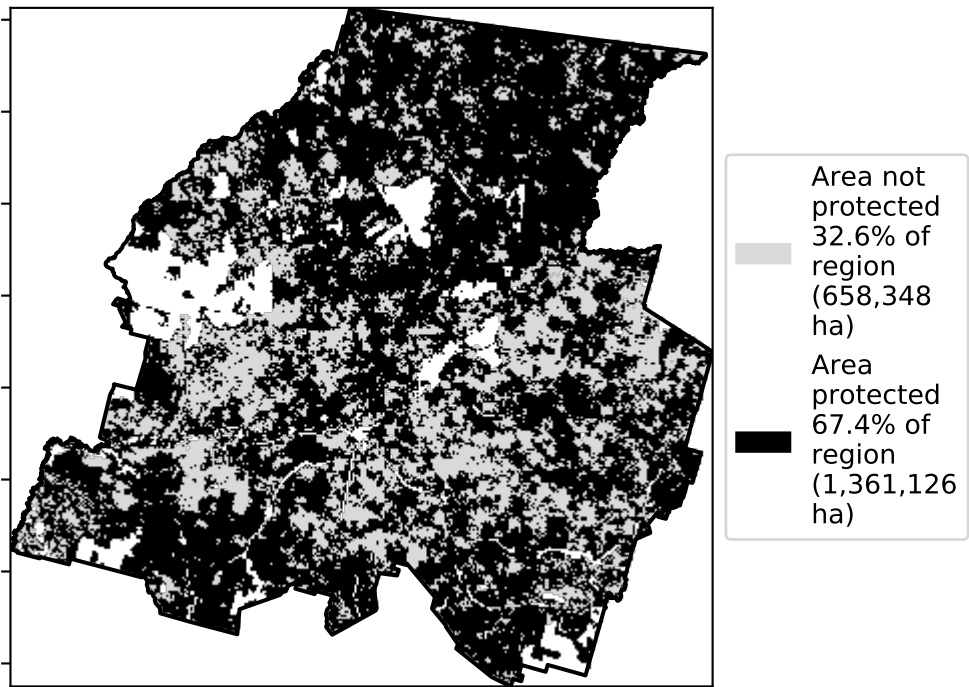 Area not
protected
32.6% of
region
(658,348
ha)
Area
protected
67.4% of
region
(1,361,126
ha)